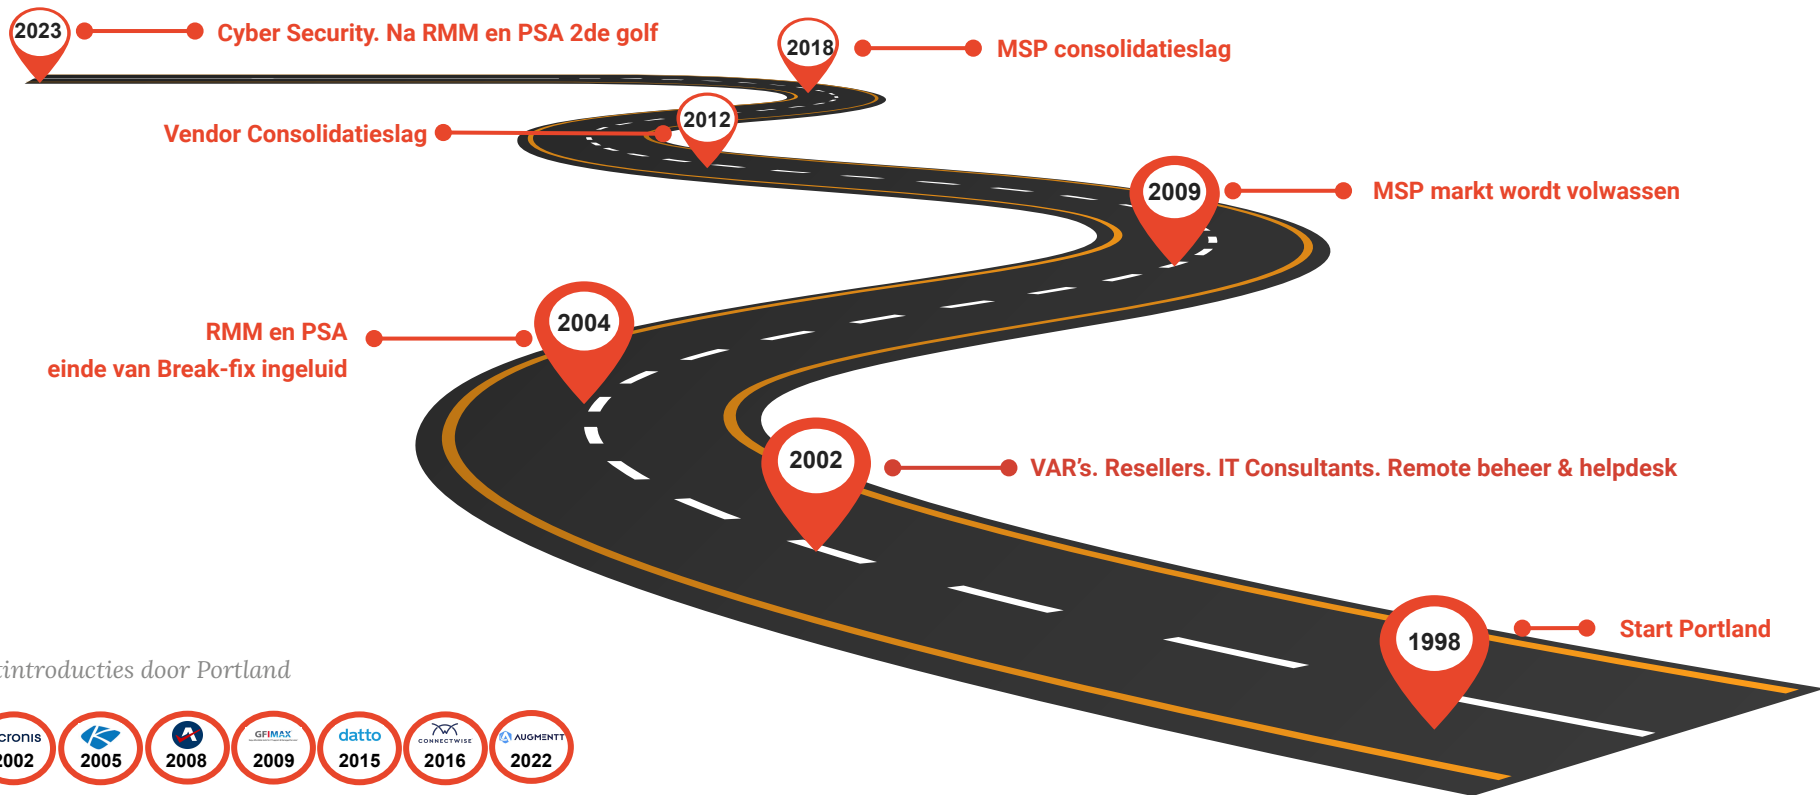 2023
Cyber Security. Na RMM en PSA 2de golf
2018
MSP consolidatieslag
2012
Vendor Consolidatieslag
2009
MSP markt wordt volwassen
2004
RMM en PSA
einde van Break-fix ingeluid
2002
VAR's. Resellers. IT Consultants. Remote beheer & helpdesk
1998
Start Portland
tintroducties door Portland
cronis
2002
2005
2008
GFIMAX
2009
datto
2015
CONNECTWISE
2016
AUGMENTT
2022